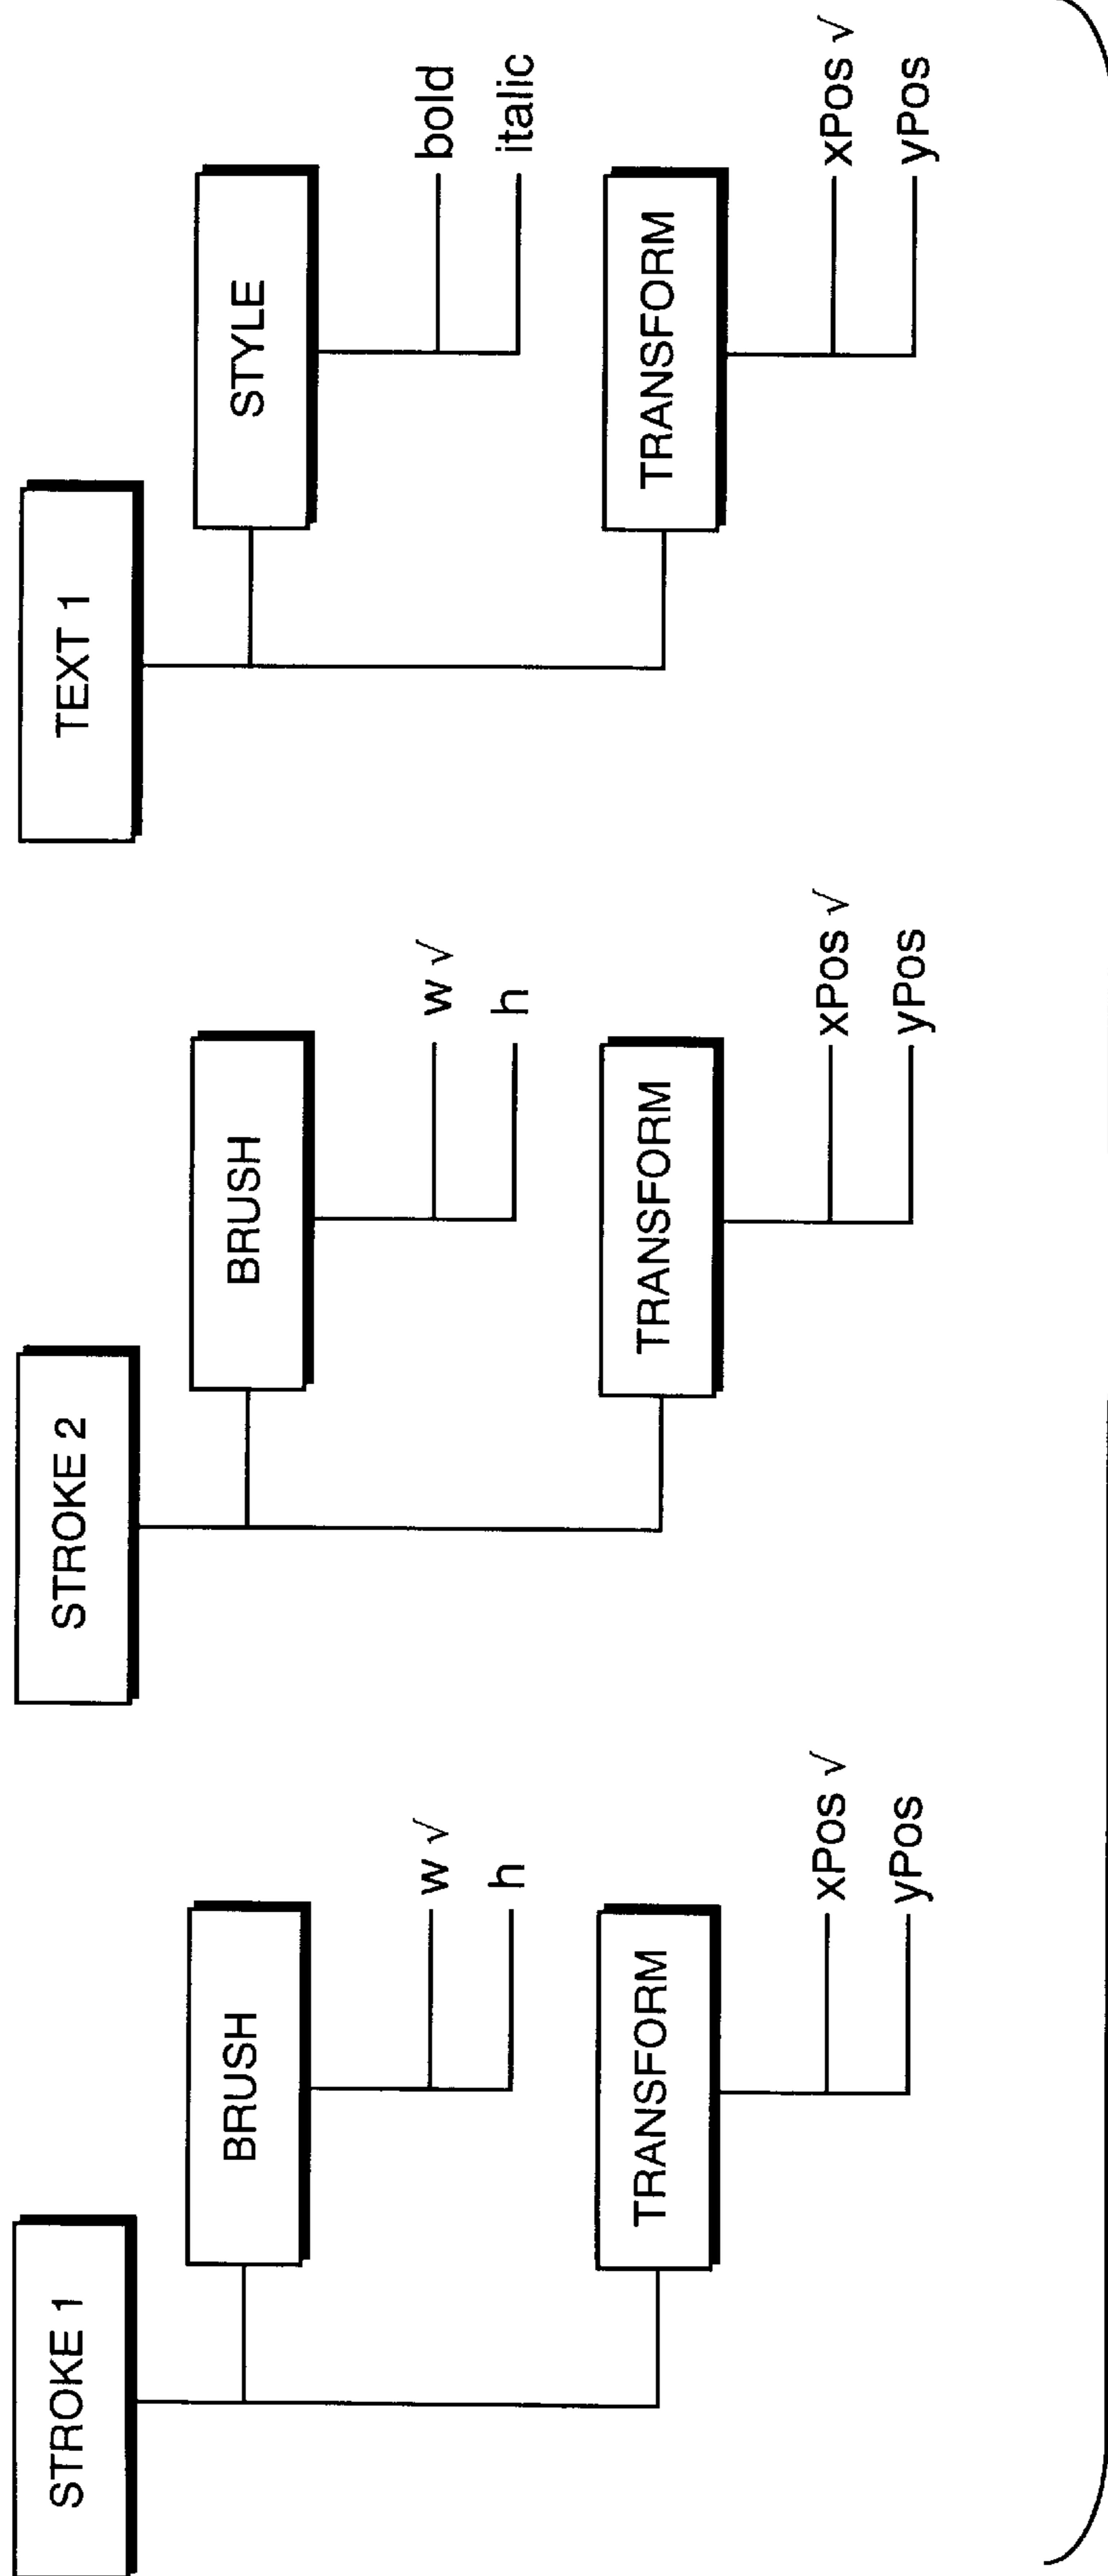 STROKE 1
BRUSH
w √
h
TRANSFORM
xPos √
yPos
STROKE 2
BRUSH
w √
h
TRANSFORM
xPos √
yPos
TEXT 1
STYLE
bold
italic
TRANSFORM
xPos √
yPos